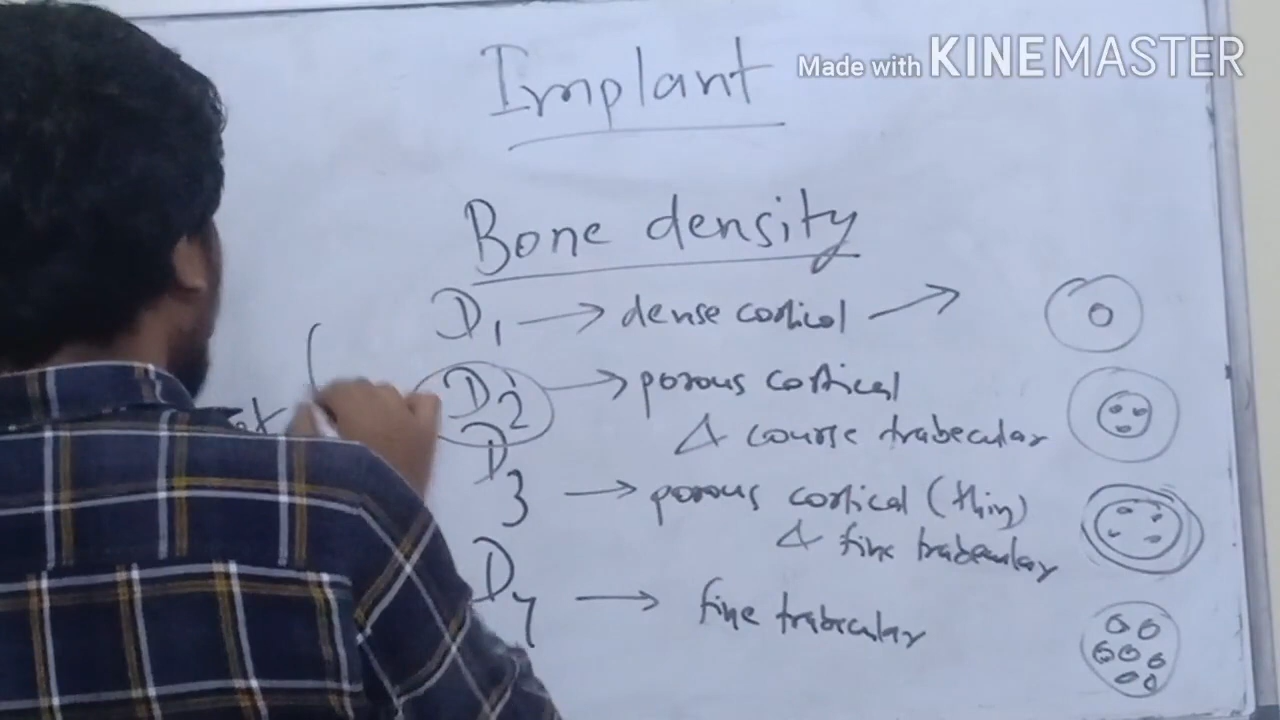 Made with KINEMASTER
Implant
Bone density
D1 → dense cortical →
D2 → porous cortical
& course trabecular
D3 → porous cortical (thin)
& fine trabecular
D4 → fine trabicular